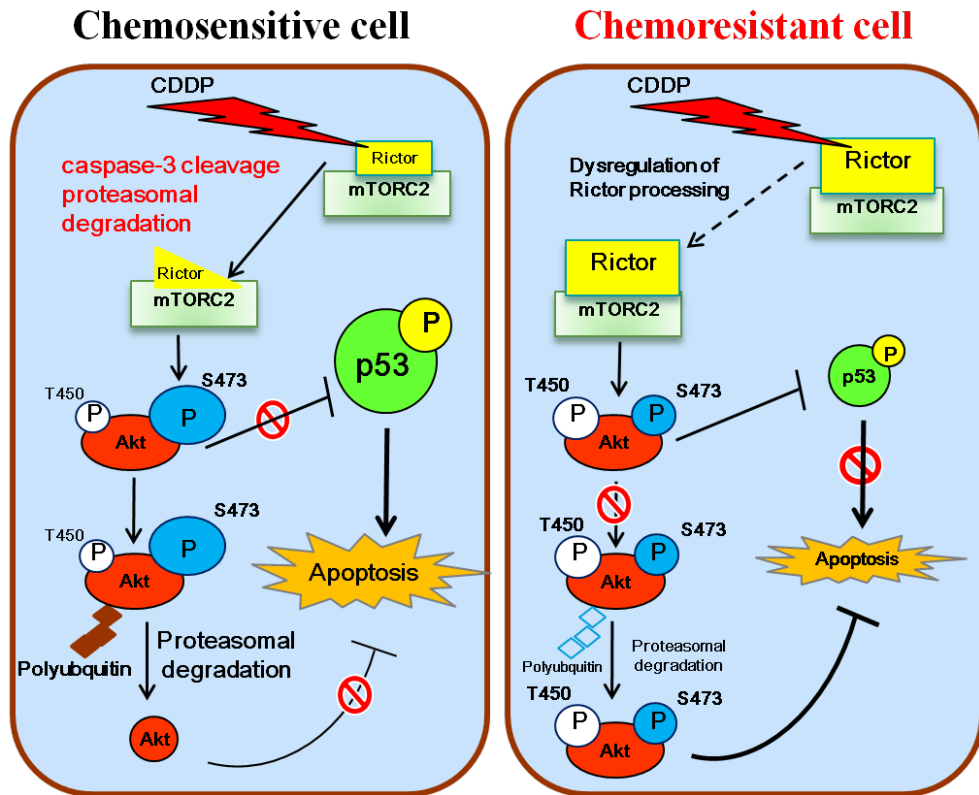 Chemosensitive cell
CDDP
Rictor
mTORC2
caspase-3 cleavage
proteasomal
degradation
Rictor
mTORC2
P
p53
T450
S473
P
P
Akt
T450
S473
P
P
Akt
Apoptosis
Polyubquitin
Proteasomal
degradation
Akt
Chemoresistant cell
CDDP
Rictor
mTORC2
Dysregulation of
Rictor processing
Rictor
mTORC2
P
p53
T450
S473
P
P
Akt
T450
S473
P
P
Akt
Apoptosis
Polyubquitin
Proteasomal
degradation
T450
S473
P
P
Akt